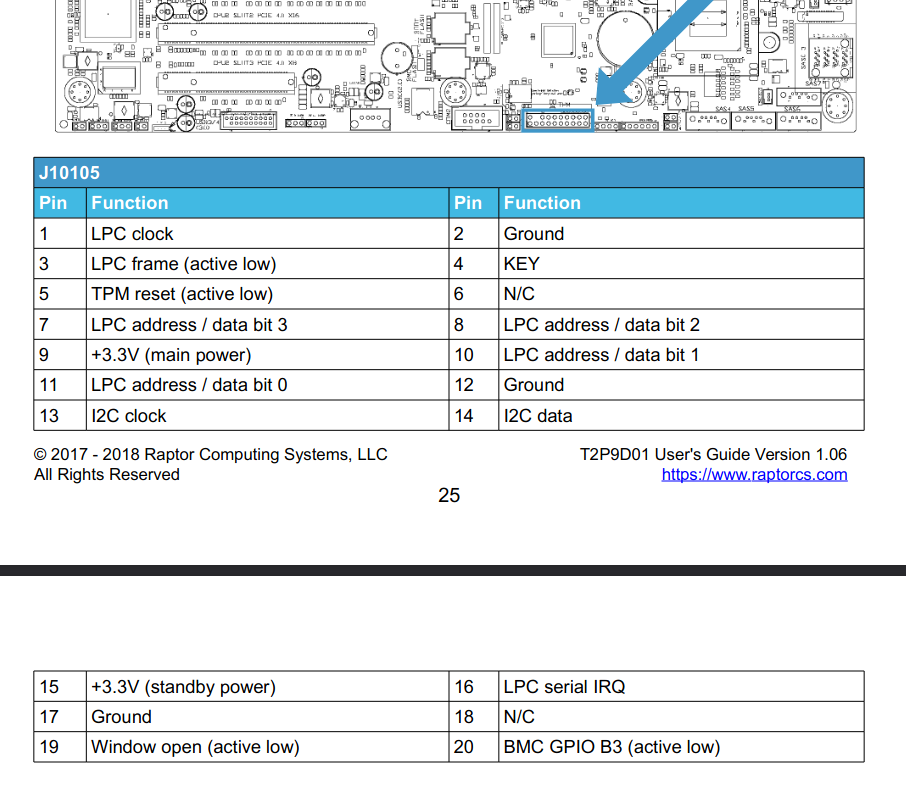 TPM
SAS4 SAS5 SAS6
J10105
Pin Function Pin Function
1 LPC clock 2 Ground
3 LPC frame (active low) 4 KEY
5 TPM reset (active low) 6 N/C
7 LPC address / data bit 3 8 LPC address / data bit 2
9 +3.3V (main power) 10 LPC address / data bit 1
11 LPC address / data bit 0 12 Ground
13 I2C clock 14 I2C data
© 2017 - 2018 Raptor Computing Systems, LLC T2P9D01 User's Guide Version 1.06
All Rights Reserved https://www.raptorcs.com
25
15 +3.3V (standby power) 16 LPC serial IRQ
17 Ground 18 N/C
19 Window open (active low) 20 BMC GPIO B3 (active low)